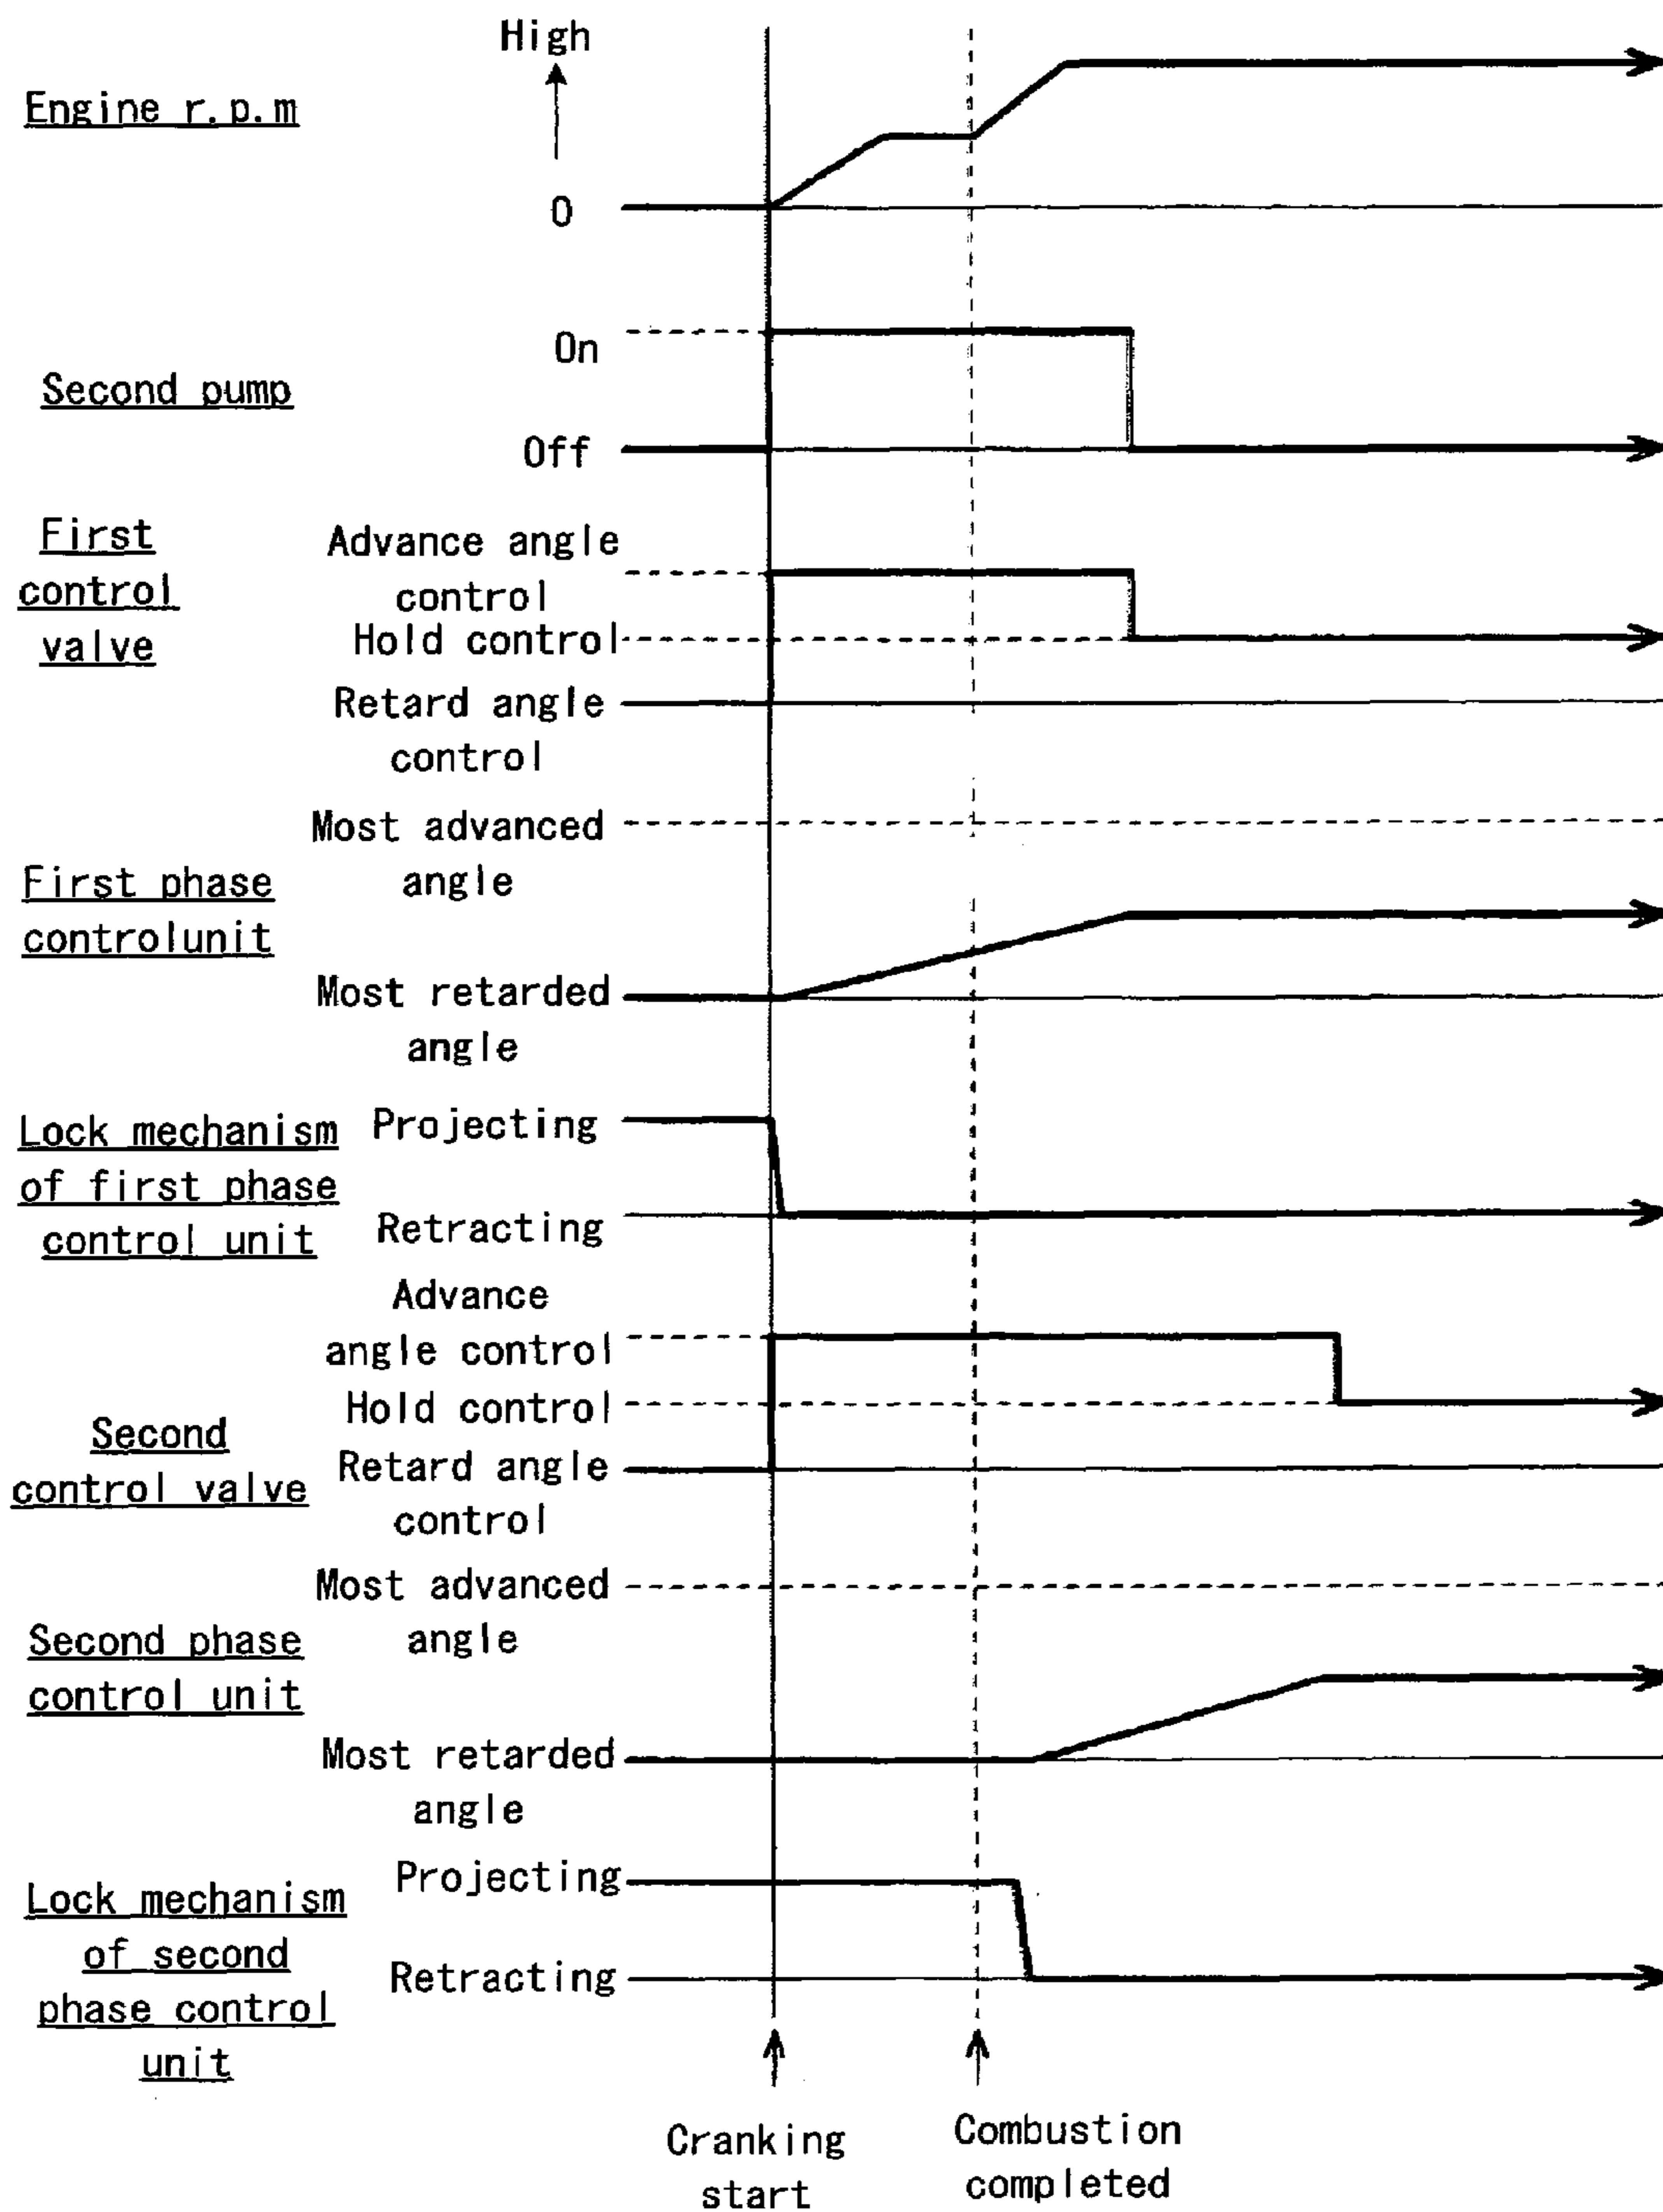 High
Engine r.p.m
0
On
Second pump
Off
First
control
valve
Advance angle
control
Hold control
Retard angle
control
Most advanced
angle
First phase
controlunit
Most retarded
angle
Lock mechanism
of first phase
control unit
Projecting
Retracting
Advance
angle control
Hold control
Second
control valve
Retard angle
control
Most advanced
angle
Second phase
control unit
Most retarded
angle
Lock mechanism
of second
phase control
unit
Projecting
Retracting
Cranking
start
Combustion
completed